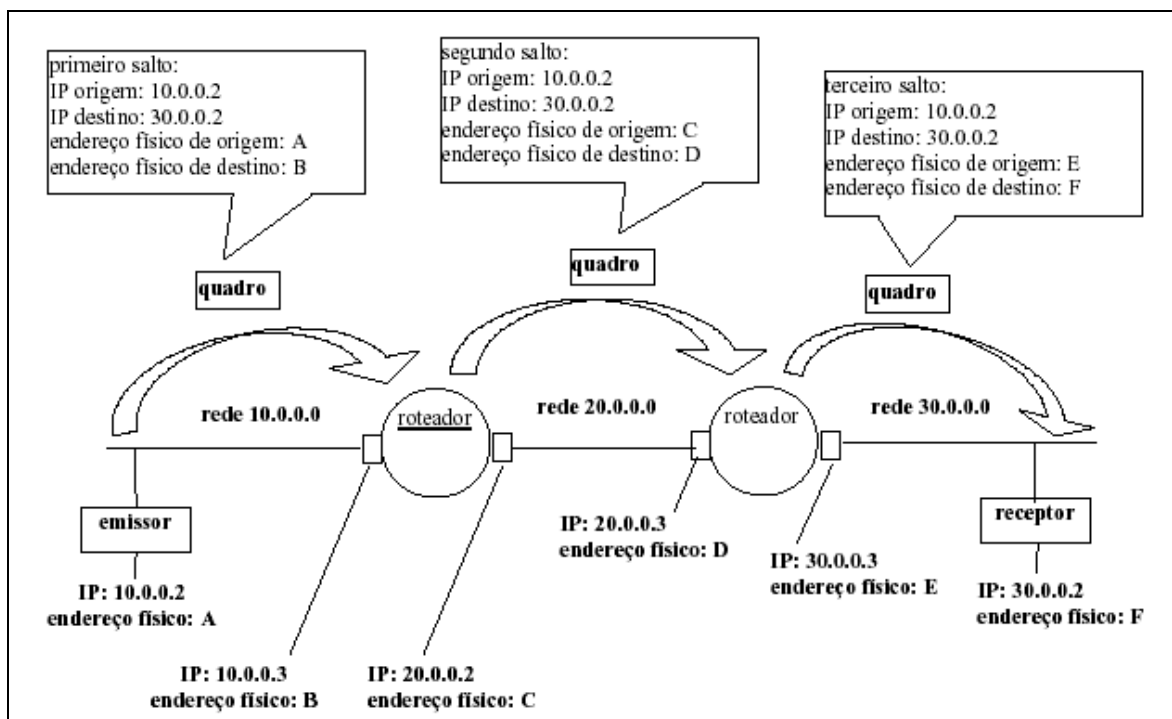 primeiro salto:
IP origem: 10.0.0.2
IP destino: 30.0.0.2
endereço físico de origem: A
endereço físico de destino: B
segundo salto:
IP origem: 10.0.0.2
IP destino: 30.0.0.2
endereço físico de origem: C
endereço físico de destino: D
terceiro salto:
IP origem: 10.0.0.2
IP destino: 30.0.0.2
endereço físico de origem: E
endereço físico de destino: F
quadro
quadro
quadro
rede 10.0.0.0
roteador
rede 20.0.0.0
roteador
rede 30.0.0.0
emissor
IP: 10.0.0.2
endereço físico: A
IP: 10.0.0.3
endereço físico: B
IP: 20.0.0.2
endereço físico: C
IP: 20.0.0.3
endereço físico: D
IP: 30.0.0.3
endereço físico: E
receptor
IP: 30.0.0.2
endereço físico: F